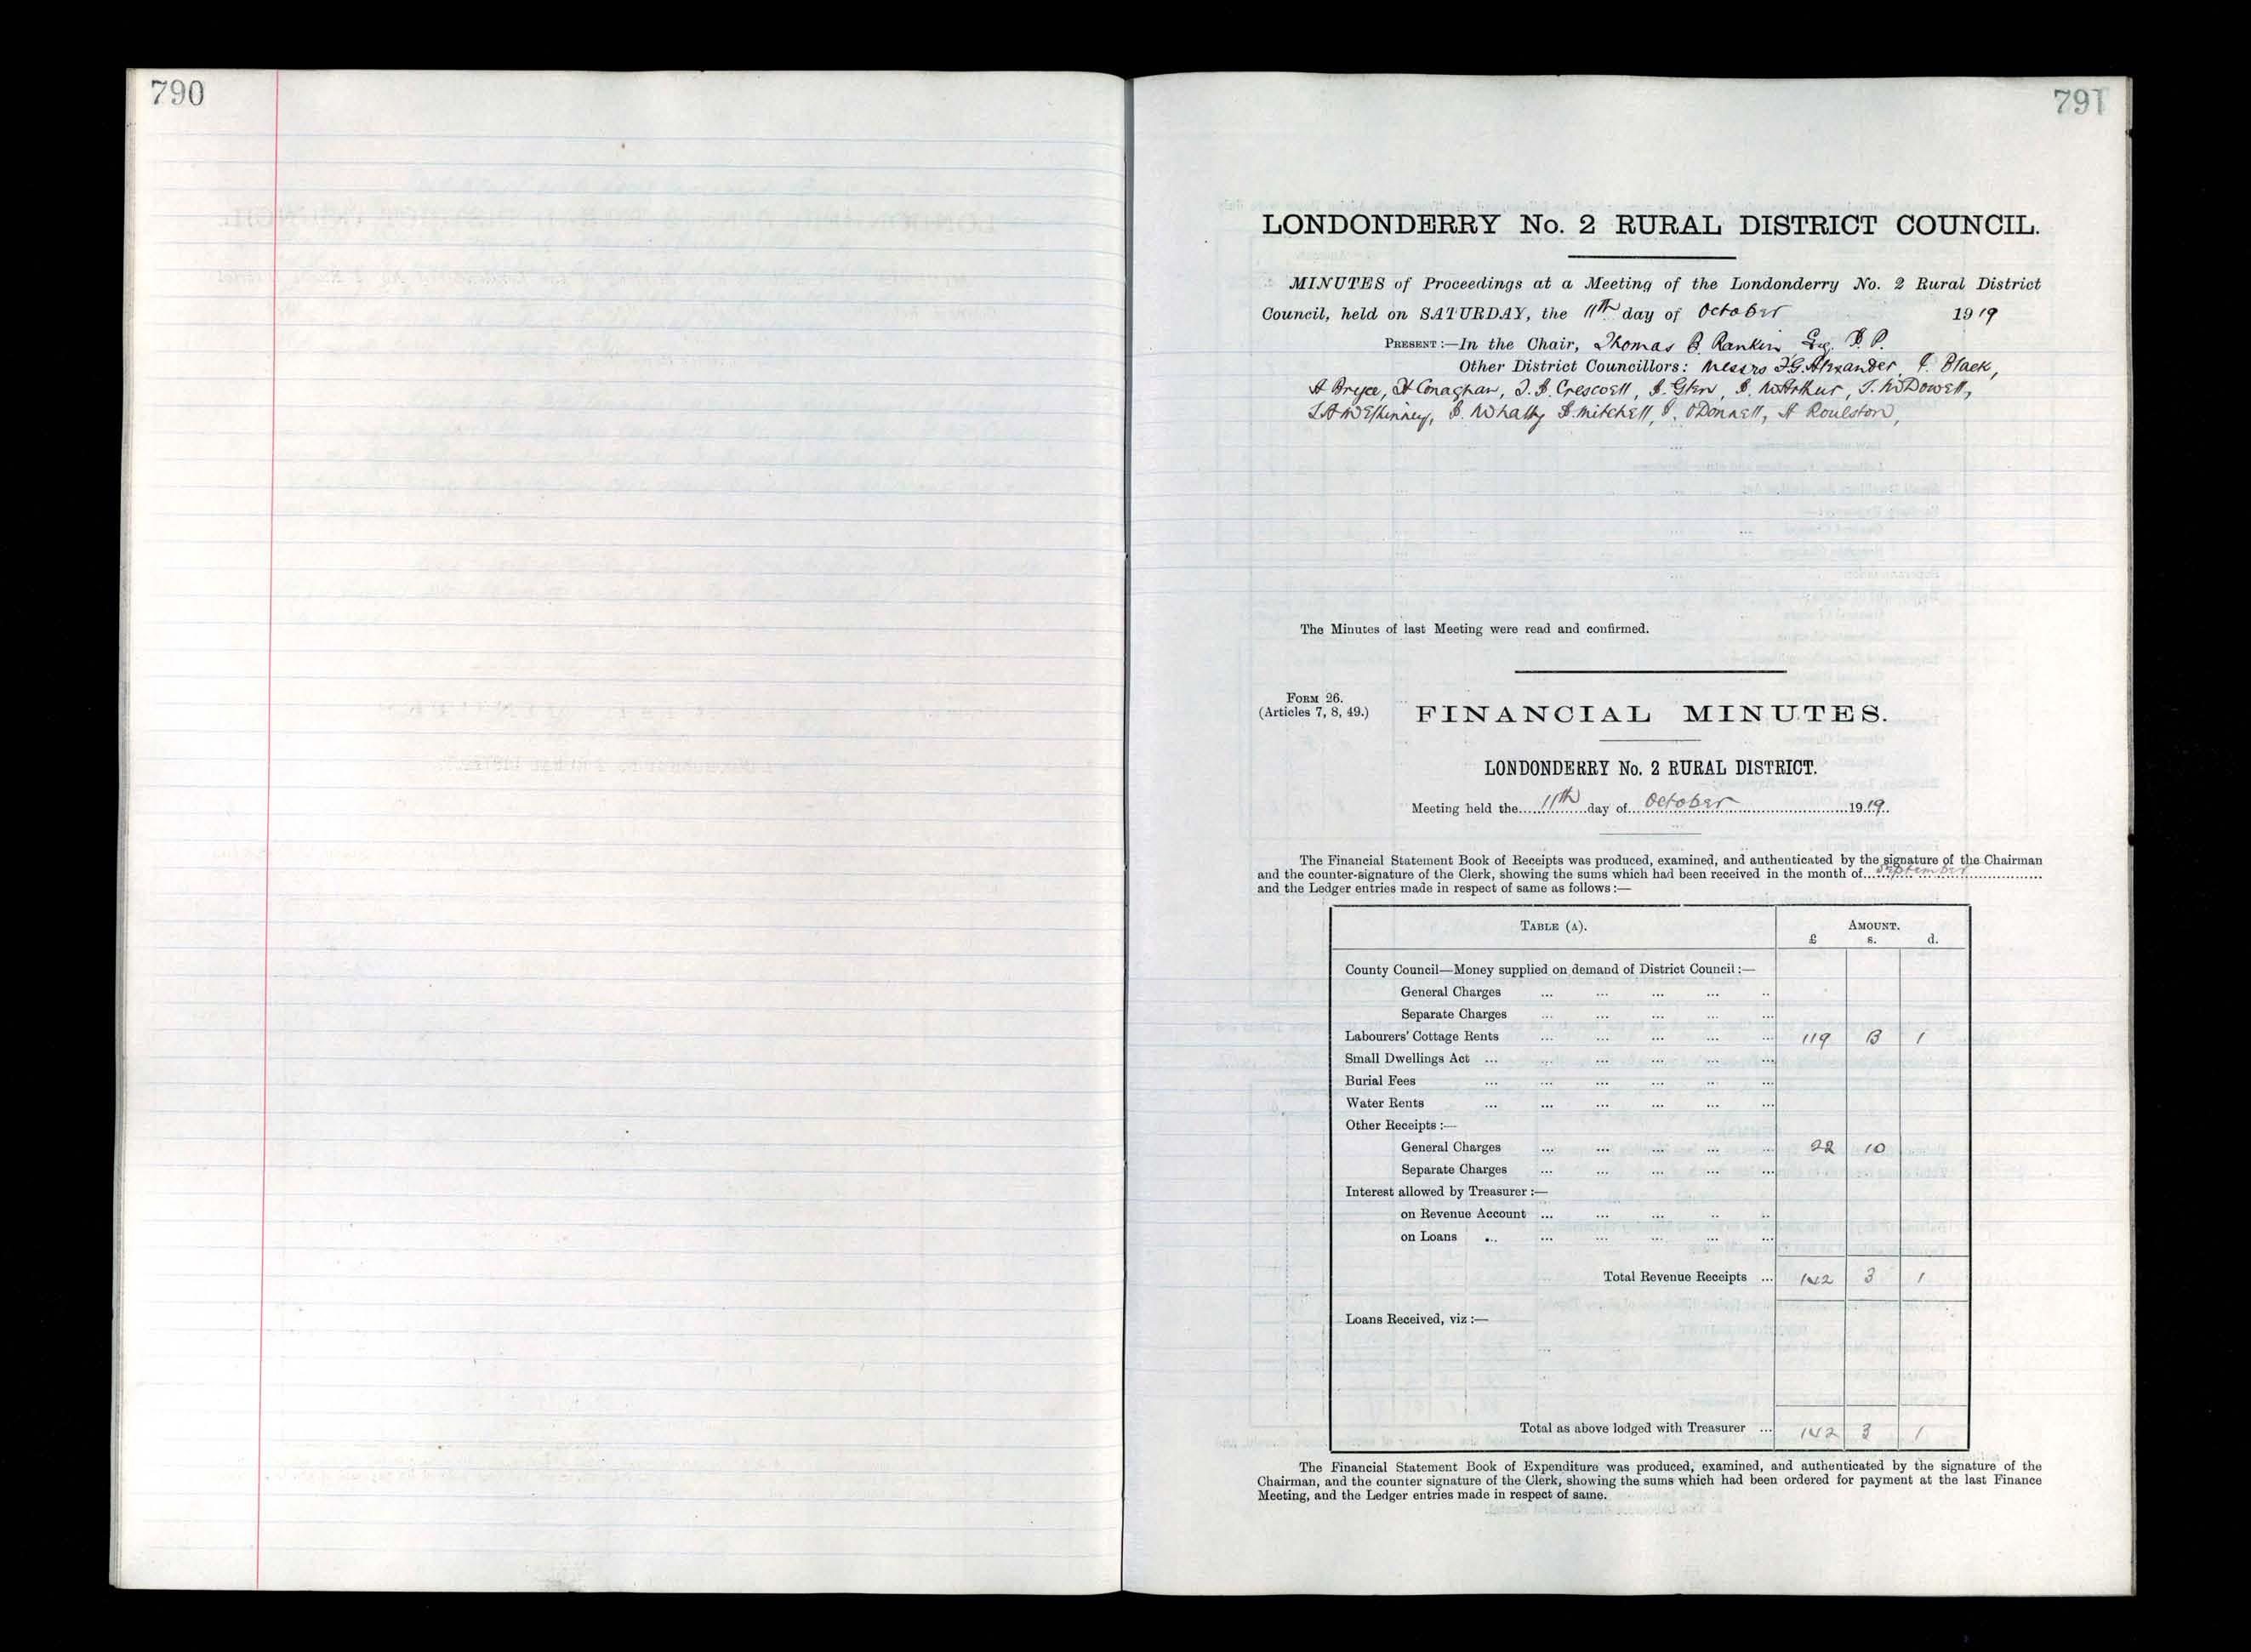 790
791
LONDONDERRY No. 2 RURAL DISTRICT COUNCIL.
MINUTES of Proceedings at a Meeting of the Londonderry No. 2 Rural District
Council, held on SATURDAY, the 11th day of October 1919
PRESENT:—In the Chair, Thomas B. Rankin Esq. J. P.
Other District Councillors: Messrs J.G. Alexander, J. Black,
A Bryce, H Conaghan, J. B. Cresswell, J. Glen, J. McArthur, T. McDowell,
J. Mitchell, J. O'Donnell, A Roulston,
The Minutes of last Meeting were read and confirmed.
FORM 26.
(Articles 7, 8, 49.)
FINANCIAL MINUTES.
LONDONDERRY No. 2 RURAL DISTRICT.
Meeting held the 11th day of October 1919.
The Financial Statement Book of Receipts was produced, examined, and authenticated by the signature of the Chairman
and the counter-signature of the Clerk, showing the sums which had been received in the month of September
and the Ledger entries made in respect of same as follows:—
TABLE (A). AMOUNT.
£ s. d.
County Council—Money supplied on demand of District Council:—
General Charges ... ... ... ... ..
Separate Charges ... ... ... ... ...
Labourers' Cottage Rents ... ... ... ... ... 119 13 1
Small Dwellings Act ... ... ... ... ... ...
Burial Fees ... ... ... ... ... ...
Water Rents ... ... ... ... ... ...
Other Receipts:—
General Charges ... ... ... ... ... 22 10
Separate Charges ... ... ... ... ...
Interest allowed by Treasurer:—
on Revenue Account ... ... ... .. ..
on Loans ... ... ... ... ... ...
Total Revenue Receipts ... 142 3 1
Loans Received, viz:—
Total as above lodged with Treasurer ... 142 3 1
The Financial Statement Book of Expenditure was produced, examined, and authenticated by the signature of the
Chairman, and the counter signature of the Clerk, showing the sums which had been ordered for payment at the last Finance
Meeting, and the Ledger entries made in respect of same.